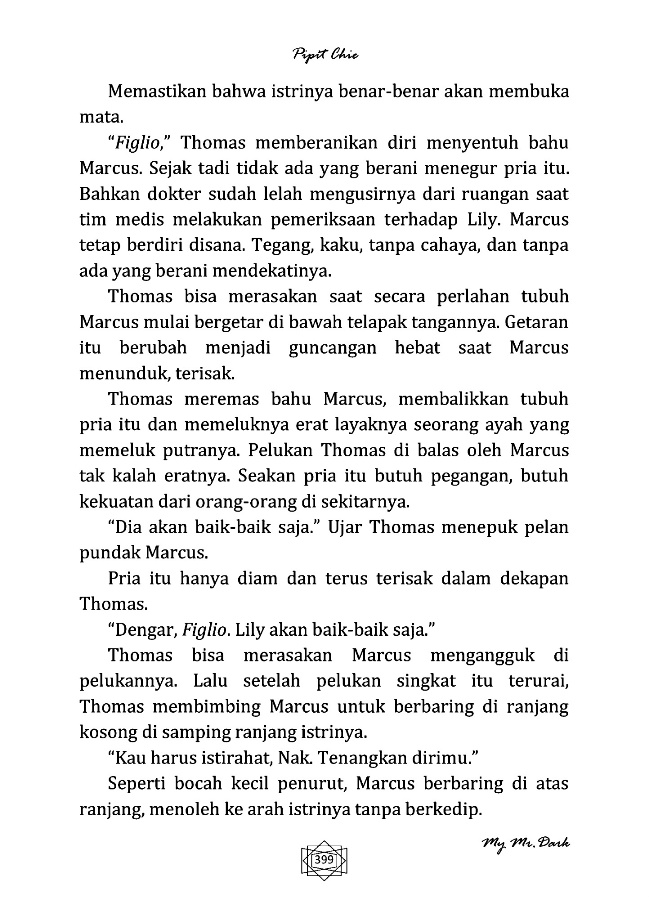 Pipit Chie
Memastikan bahwa istrinya benar-benar akan membuka
mata.
“Figlio,” Thomas memberanikan diri menyentuh bahu
Marcus. Sejak tadi tidak ada yang berani menegur pria itu.
Bahkan dokter sudah lelah mengusirnya dari ruangan saat
tim medis melakukan pemeriksaan terhadap Lily. Marcus
tetap berdiri disana. Tegang, kaku, tanpa cahaya, dan tanpa
ada yang berani mendekatinya.
Thomas bisa merasakan saat secara perlahan tubuh
Marcus mulai bergetar di bawah telapak tangannya. Getaran
itu berubah menjadi guncangan hebat saat Marcus
menunduk, terisak.
Thomas meremas bahu Marcus, membalikkan tubuh
pria itu dan memeluknya erat layaknya seorang ayah yang
memeluk putranya. Pelukan Thomas di balas oleh Marcus
tak kalah eratnya. Seakan pria itu butuh pegangan, butuh
kekuatan dari orang-orang di sekitarnya.
“Dia akan baik-baik saja.” Ujar Thomas menepuk pelan
pundak Marcus.
Pria itu hanya diam dan terus terisak dalam dekapan
Thomas.
“Dengar, Figlio. Lily akan baik-baik saja.”
Thomas bisa merasakan Marcus mengangguk di
pelukannya. Lalu setelah pelukan singkat itu terurai,
Thomas membimbing Marcus untuk berbaring di ranjang
kosong di samping ranjang istrinya.
“Kau harus istirahat, Nak. Tenangkan dirimu.”
Seperti bocah kecil penurut, Marcus berbaring di atas
ranjang, menoleh ke arah istrinya tanpa berkedip.
My Mr. Dark
399